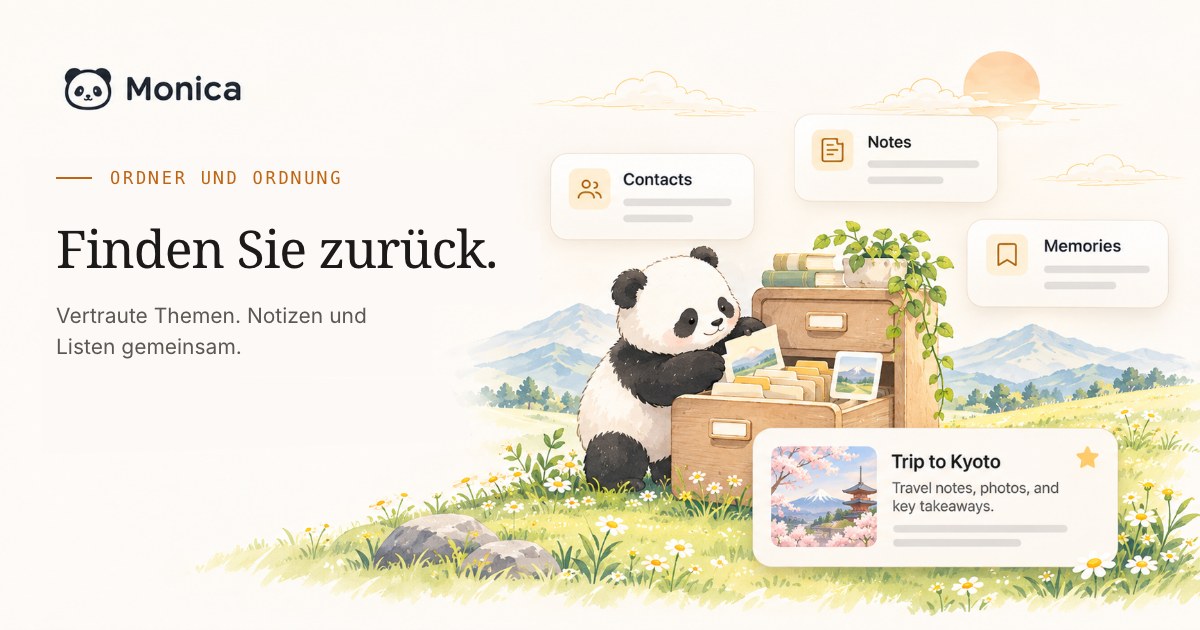 Monica
ORDNER UND ORDNUNG
Finden Sie zurück.
Vertraute Themen. Notizen und
Listen gemeinsam.
Contacts
Notes
Memories
Trip to Kyoto
Travel notes, photos, and
key takeaways.